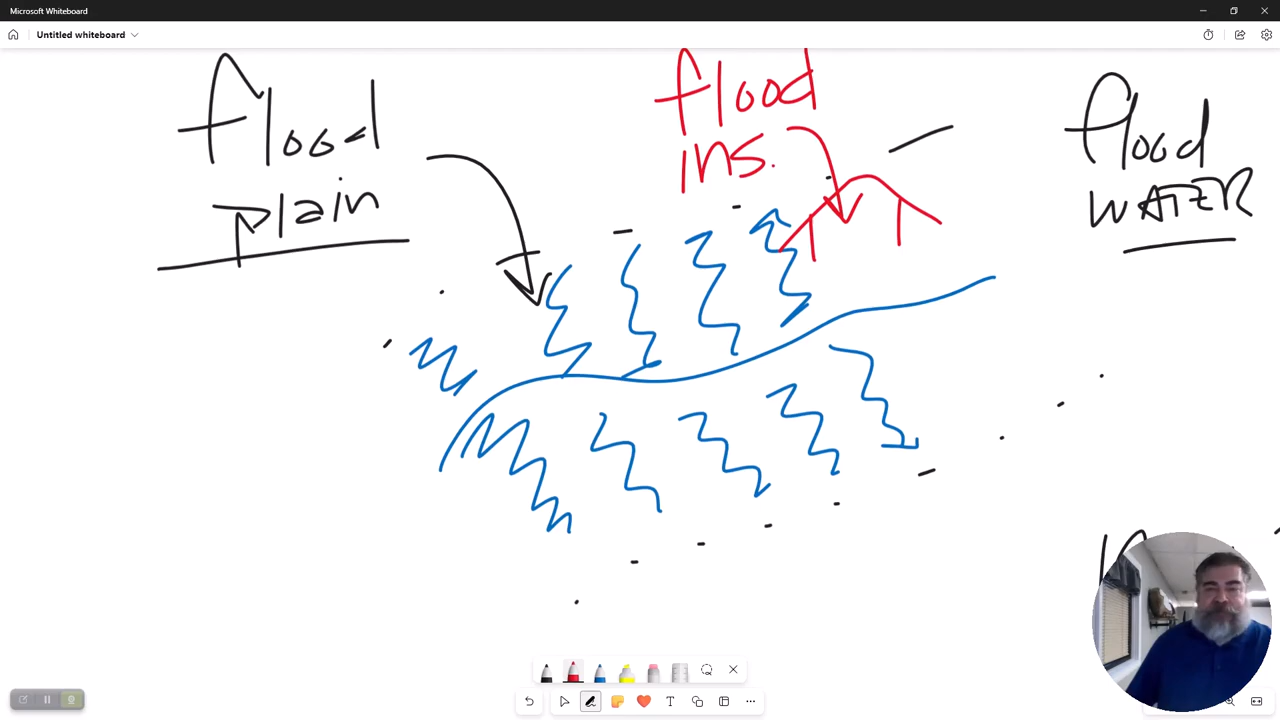 Microsoft Whiteboard
Untitled whiteboard
flood
plain
flood
ins.
flood
WATER